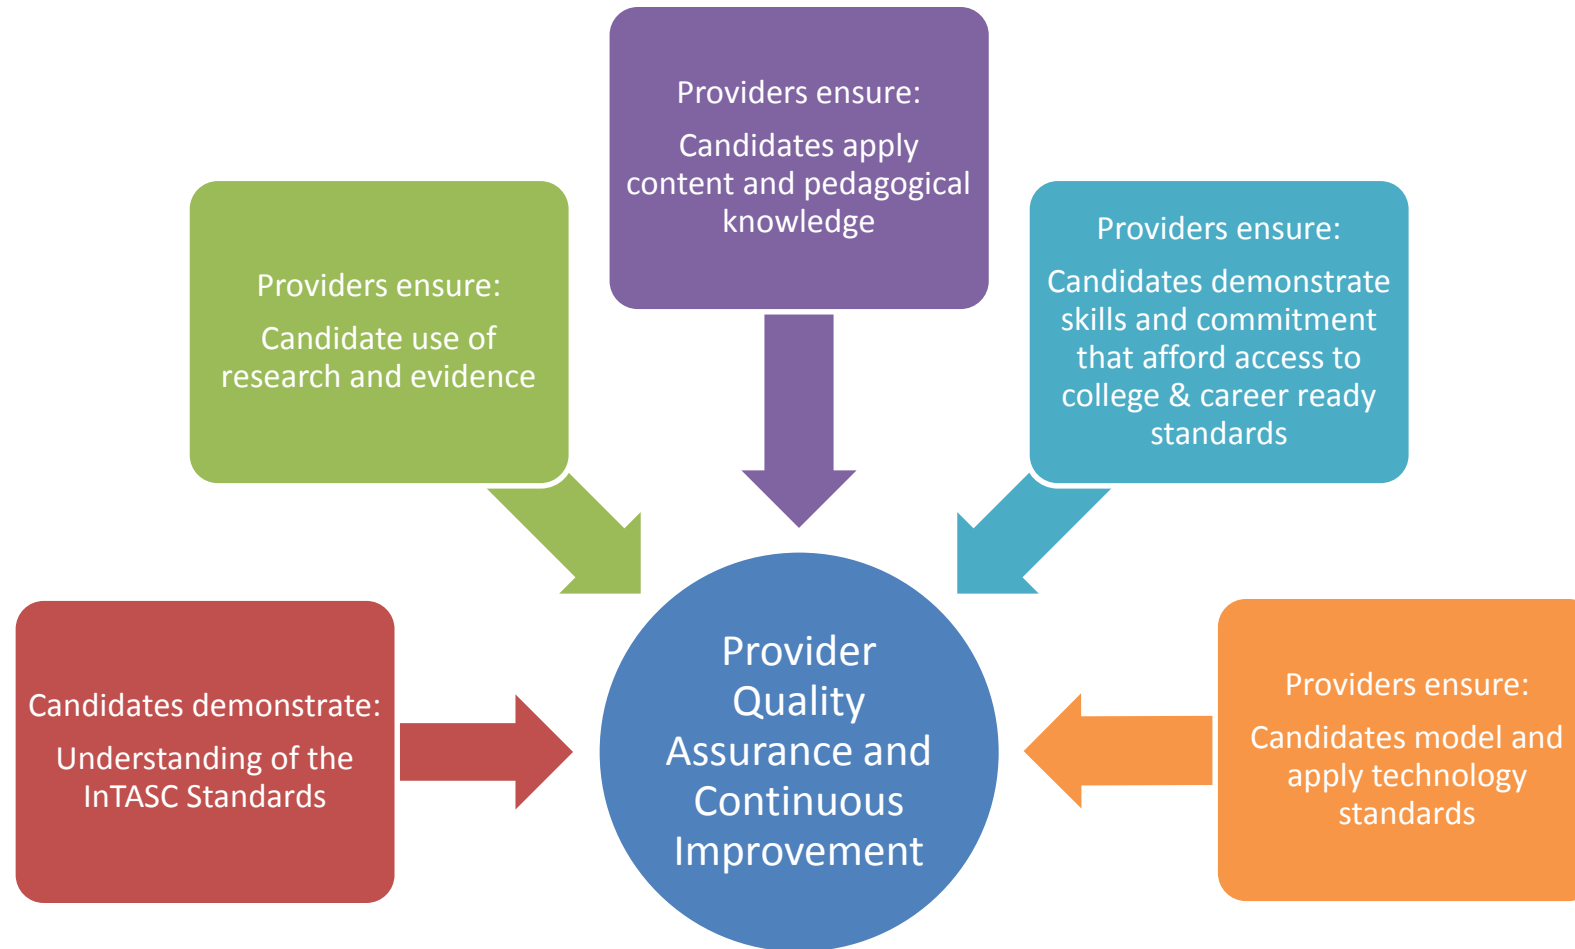 Providers ensure:
Candidates apply
content and pedagogical
knowledge
Providers ensure:
Candidate use of
research and evidence
Providers ensure:
Candidates demonstrate
skills and commitment
that afford access to
college & career ready
standards
Candidates demonstrate:
Understanding of the
InTASC Standards
Provider
Quality
Assurance and
Continuous
Improvement
Providers ensure:
Candidates model and
apply technology
standards